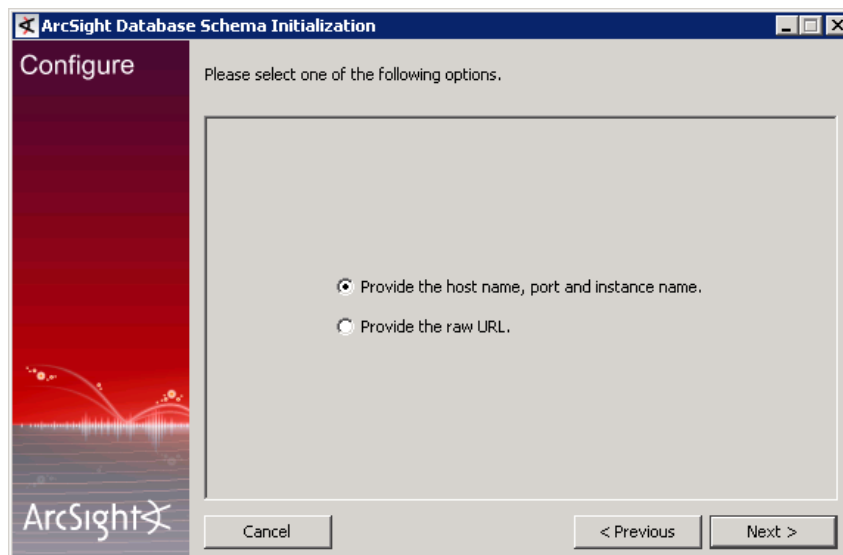 ArcSight Database Schema Initialization
Configure
Please select one of the following options.
Provide the host name, port and instance name.
Provide the raw URL.
ArcSight
Cancel
< Previous
Next >